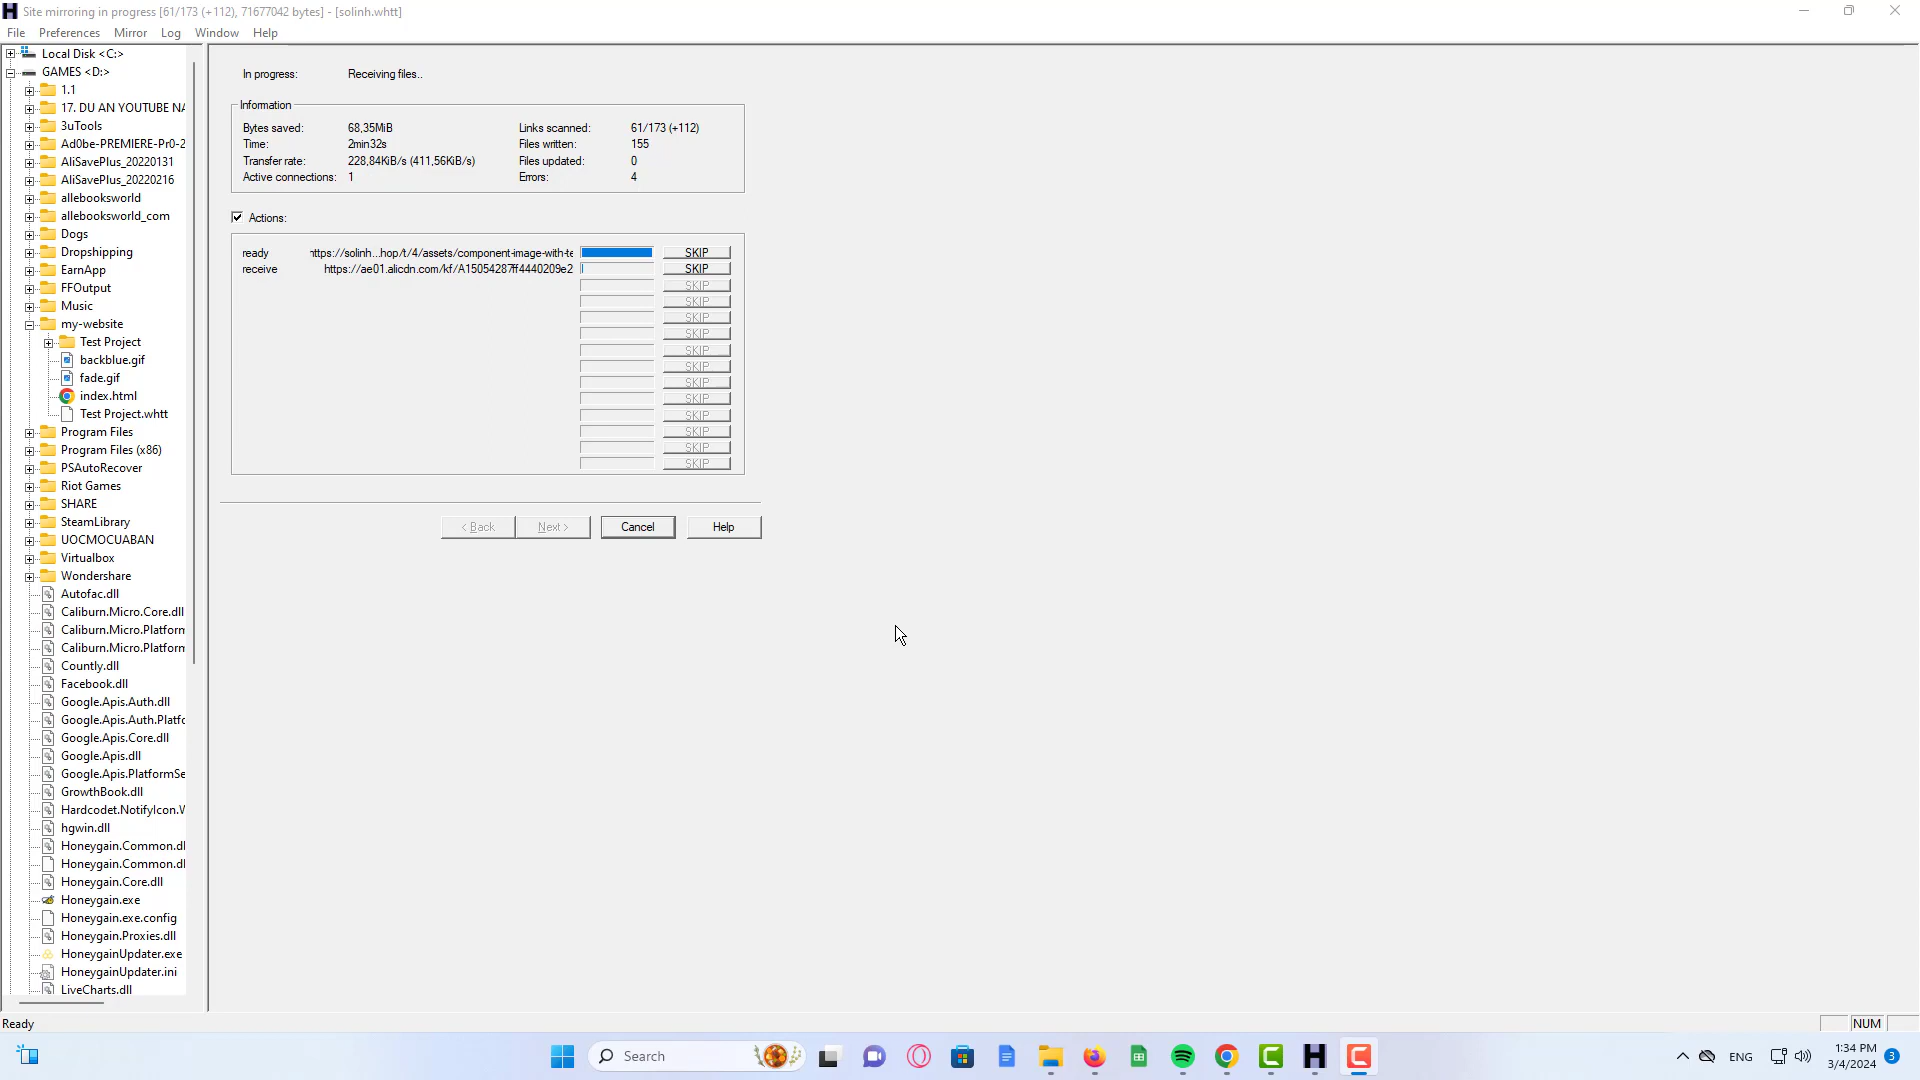 Site mirroring in progress [61/173 (+112), 71677042 bytes] - [solinh.whtt]
File Preferences Mirror Log Window Help
Local Disk <C:>
GAMES <D:>
1.1
17. DU AN YOUTUBE NA
3uTools
Ad0be-PREMIERE-Pr0-2
AliSavePlus_20220131
AliSavePlus_20220216
allebooksworld
allebooksworld_com
Dogs
Dropshipping
EarnApp
FFOutput
Music
my-website
Test Project
backblue.gif
fade.gif
index.html
Test Project.whtt
Program Files
Program Files (x86)
PSAutoRecover
Riot Games
SHARE
SteamLibrary
UOCMOCUABAN
Virtualbox
Wondershare
Autofac.dll
Caliburn.Micro.Core.dll
Caliburn.Micro.Platform
Caliburn.Micro.Platform
Countly.dll
Facebook.dll
Google.Apis.Auth.dll
Google.Apis.Auth.Platfo
Google.Apis.Core.dll
Google.Apis.dll
Google.Apis.PlatformSe
GrowthBook.dll
Hardcodet.NotifyIcon.W
hgwin.dll
Honeygain.Common.dl
Honeygain.Common.dl
Honeygain.Core.dll
Honeygain.exe
Honeygain.exe.config
Honeygain.Proxies.dll
HoneygainUpdater.exe
HoneygainUpdater.ini
LiveCharts.dll
In progress: Receiving files..
Information
Bytes saved: 68,35MiB Links scanned: 61/173 (+112)
Time: 2min32s Files written: 155
Transfer rate: 228,84KiB/s (411,56KiB/s) Files updated: 0
Active connections: 1 Errors: 4
Actions:
ready https://solinh...hop/t/4/assets/component-image-with-te SKIP
receive https://ae01.alicdn.com/kf/A15054287ff4440209e2 SKIP
SKIP
SKIP
SKIP
SKIP
SKIP
SKIP
SKIP
SKIP
SKIP
SKIP
SKIP
SKIP
< Back Next > Cancel Help
Ready NUM
Search ENG 1:34 PM
3/4/2024 3